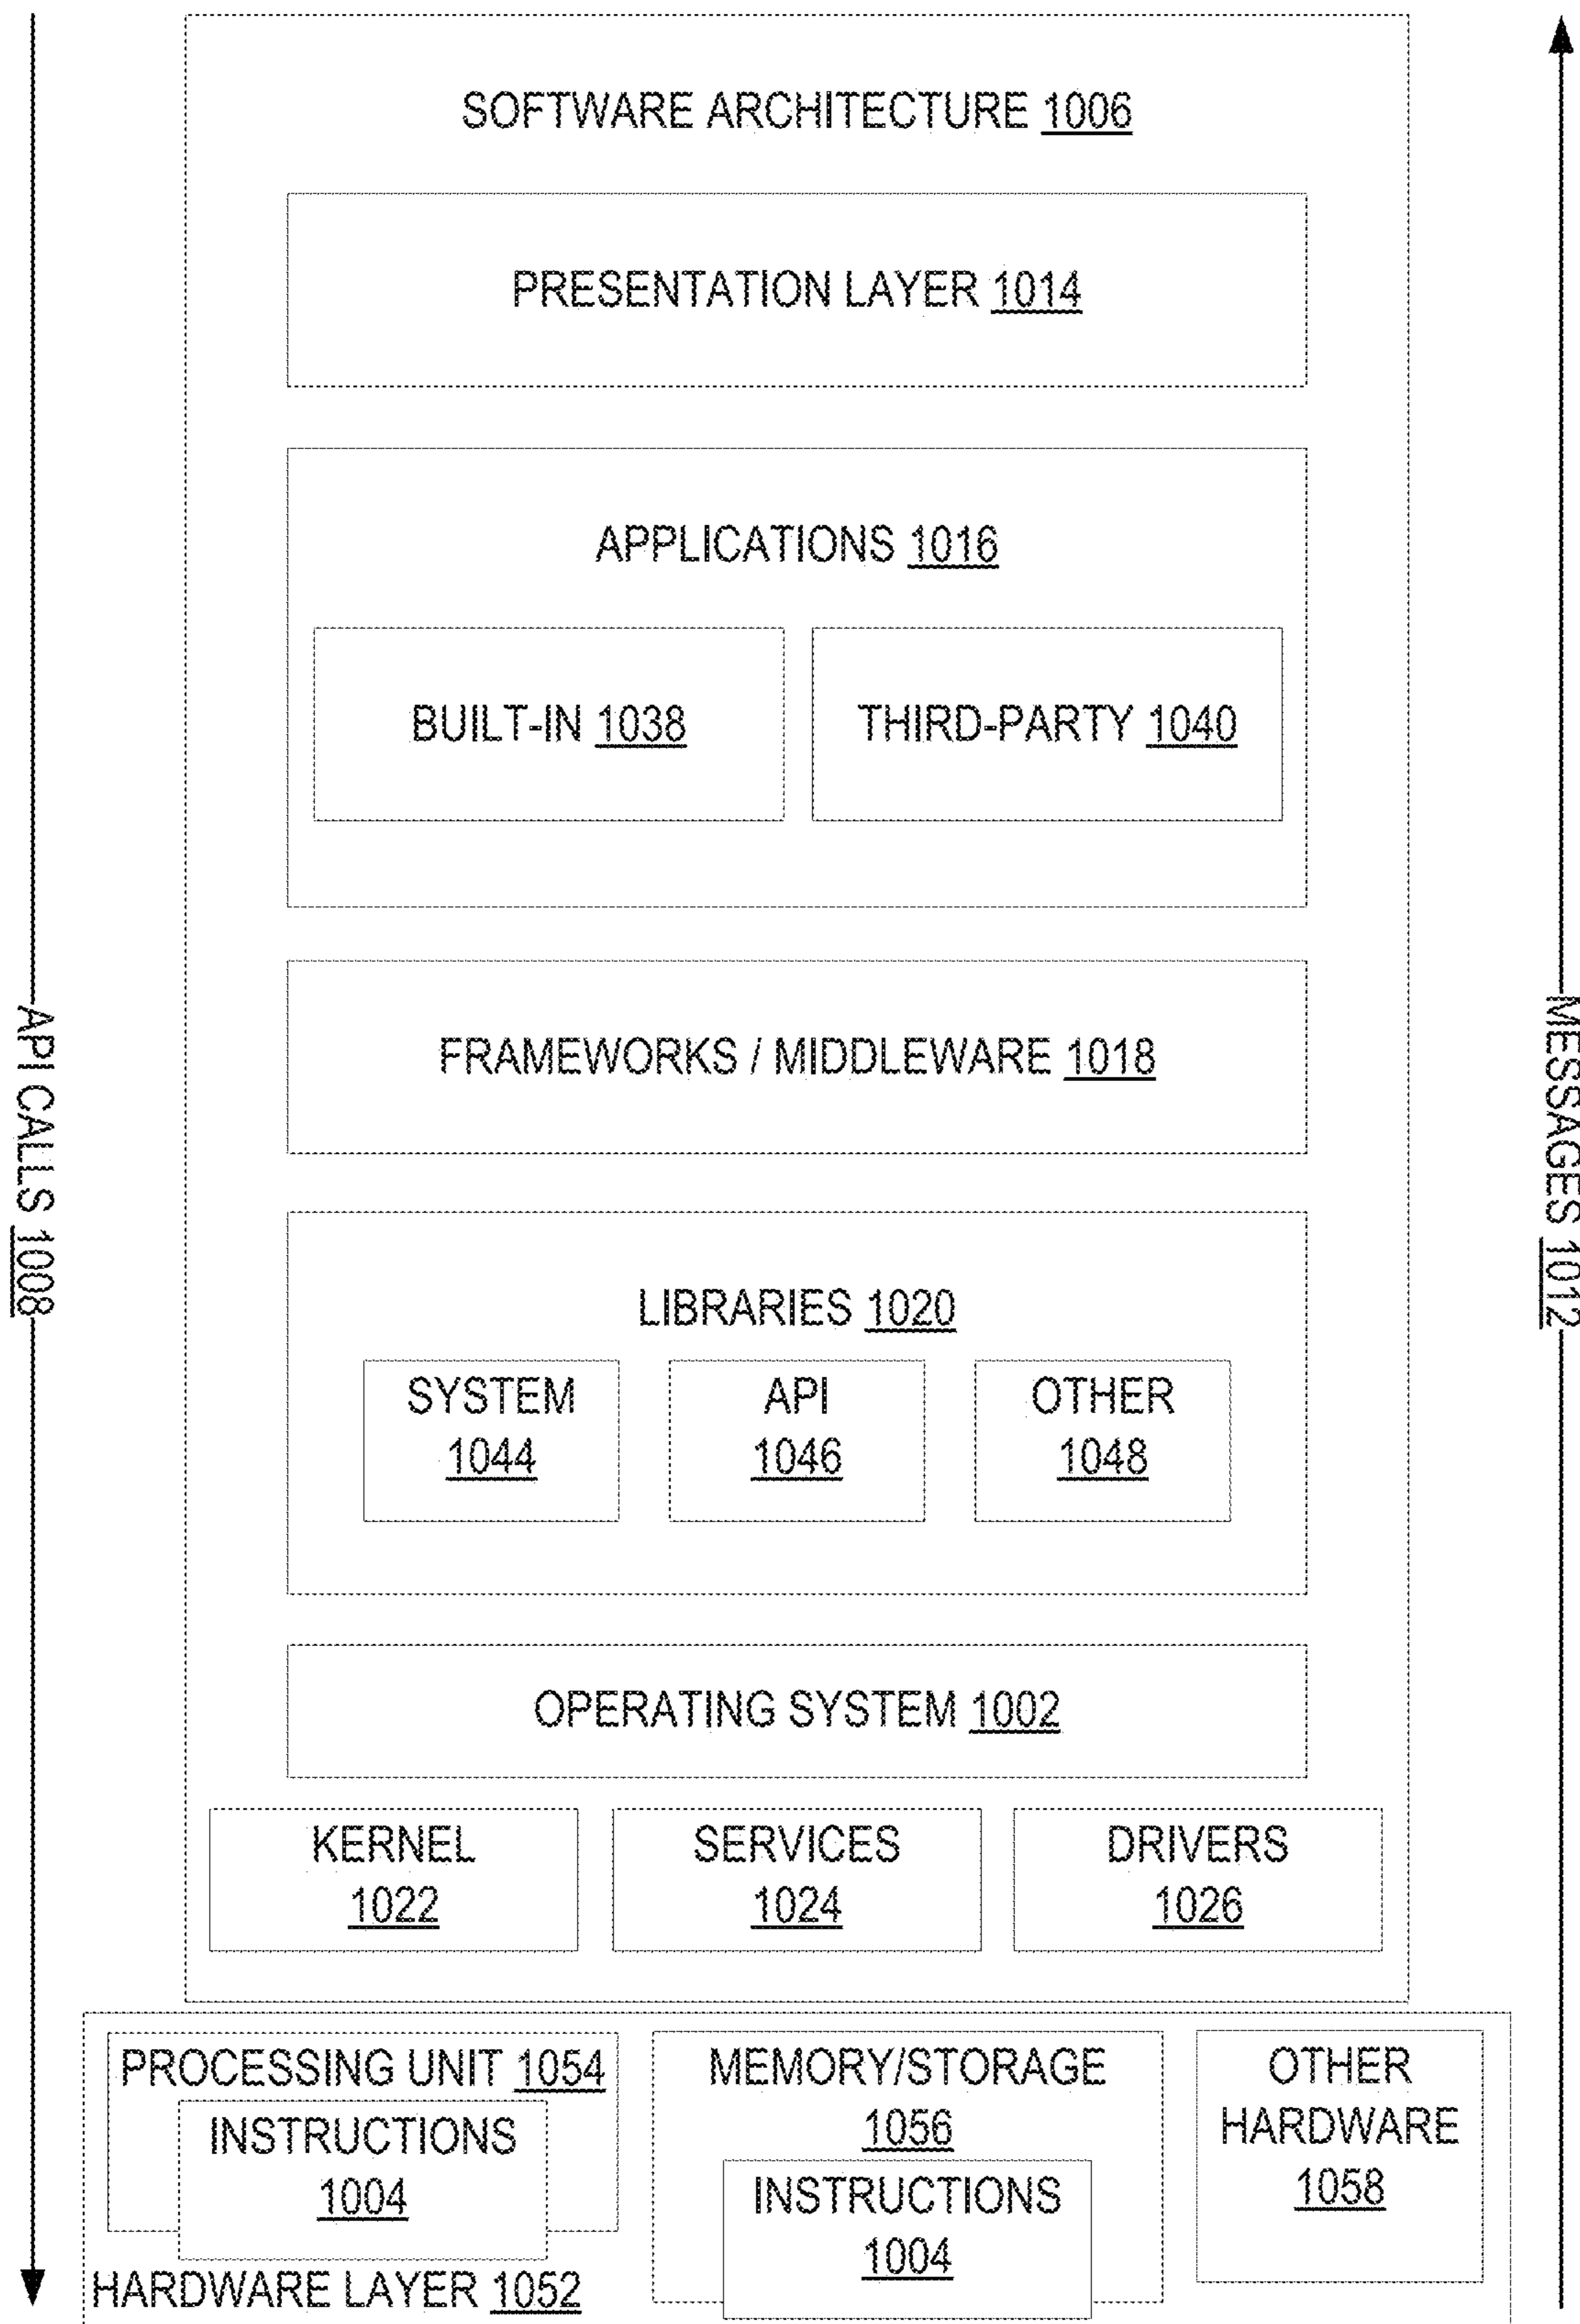 SOFTWARE ARCHITECTURE 1006
PRESENTATION LAYER 1014
APPLICATIONS 1016
BUILT-IN 1038
THIRD-PARTY 1040
FRAMEWORKS / MIDDLEWARE 1018
API CALLS 1008
MESSAGES 1012
LIBRARIES 1020
SYSTEM
1044
API
1046
OTHER
1048
OPERATING SYSTEM 1002
KERNEL
1022
SERVICES
1024
DRIVERS
1026
PROCESSING UNIT 1054
INSTRUCTIONS
1004
MEMORY/STORAGE
1056
INSTRUCTIONS
1004
OTHER
HARDWARE
1058
HARDWARE LAYER 1052